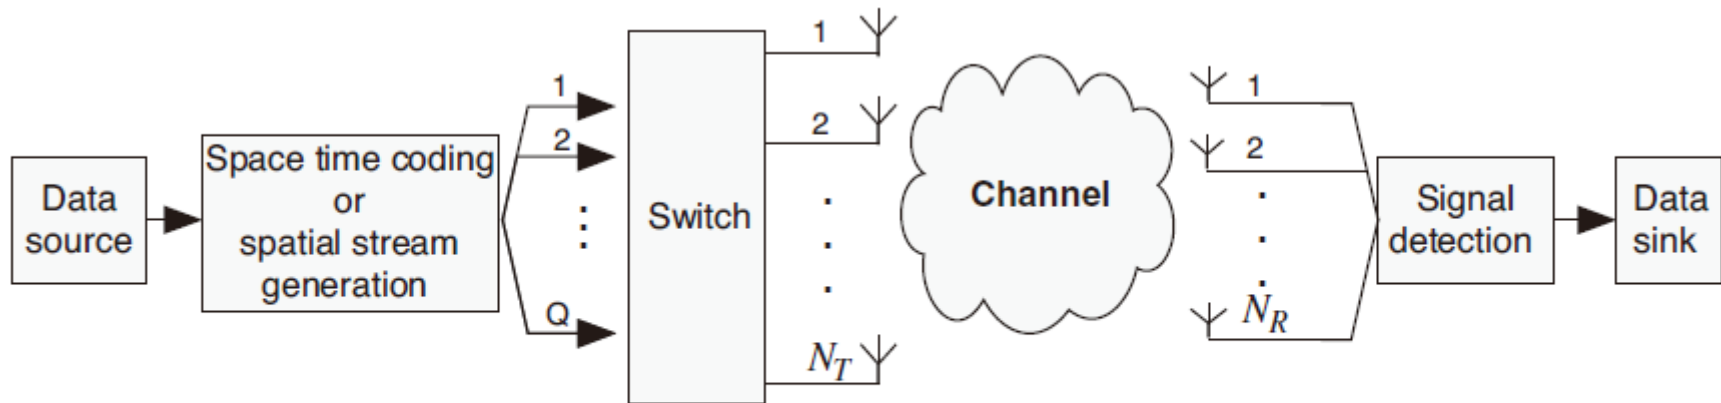 Data
source
Space time coding
or
spatial stream
generation
1
2
Q
Switch
1
2
N_T
Channel
1
2
N_R
Signal
detection
Data
sink